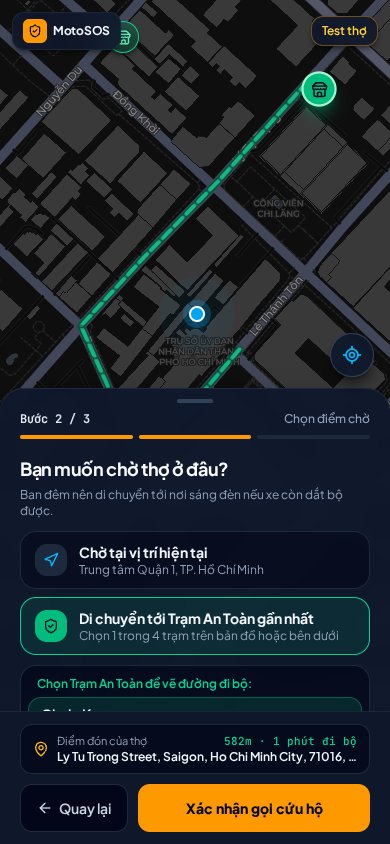 MotoSOS
Test thợ
Nguyễn Du
Đồng Khởi
CÔNG VIÊN
CHI LĂNG
Lê Thánh Tôn
TRỤ SỞ ỦY BAN
NHÂN DÂN THÀN
PHỐ HỒ CHÍ MINH
Bước 2 / 3
Chọn điểm chờ
Bạn muốn chờ thợ ở đâu?
Ban đêm nên di chuyển tới nơi sáng đèn nếu xe còn dắt bộ
được.
Chờ tại vị trí hiện tại
Trung tâm Quận 1, TP. Hồ Chí Minh
Di chuyển tới Trạm An Toàn gần nhất
Chọn 1 trong 4 trạm trên bản đồ hoặc bên dưới
Chọn Trạm An Toàn để vẽ đường đi bộ:
Điểm đón của thợ
582m · 1 phút đi bộ
Ly Tu Trong Street, Saigon, Ho Chi Minh City, 71016, …
Quay lại
Xác nhận gọi cứu hộ